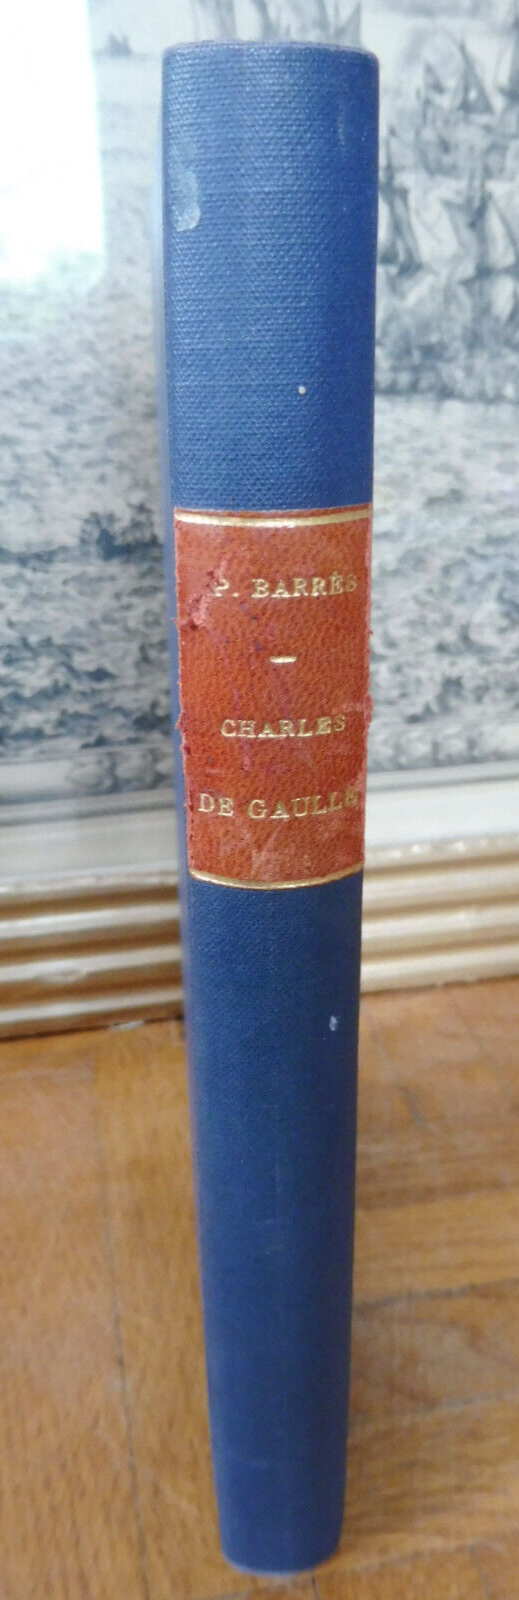 P. BARRÈS
—
CHARLES
DE GAULLE